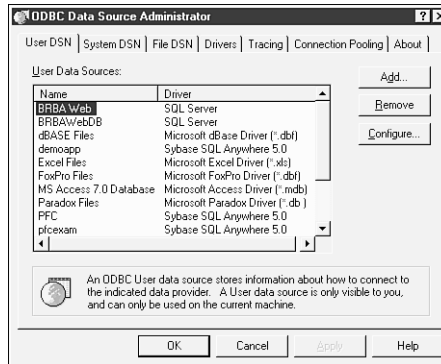 ODBC Data Source Administrator
User DSN System DSN File DSN Drivers Tracing Connection Pooling About
User Data Sources:
Name Driver
BRBA Web SQL Server
BRBAWebDB SQL Server
dBASE Files Microsoft dBase Driver (*.dbf)
demoapp Sybase SQL Anywhere 5.0
Excel Files Microsoft Excel Driver (*.xls)
FoxPro Files Microsoft FoxPro Driver (*.dbf)
MS Access 7.0 Database Microsoft Access Driver (*.mdb)
Paradox Files Microsoft Paradox Driver (*.db )
PFC Sybase SQL Anywhere 5.0
pfcexam Sybase SQL Anywhere 5.0
Add...
Remove
Configure...
An ODBC User data source stores information about how to connect to
the indicated data provider. A User data source is only visible to you,
and can only be used on the current machine.
OK Cancel Apply Help